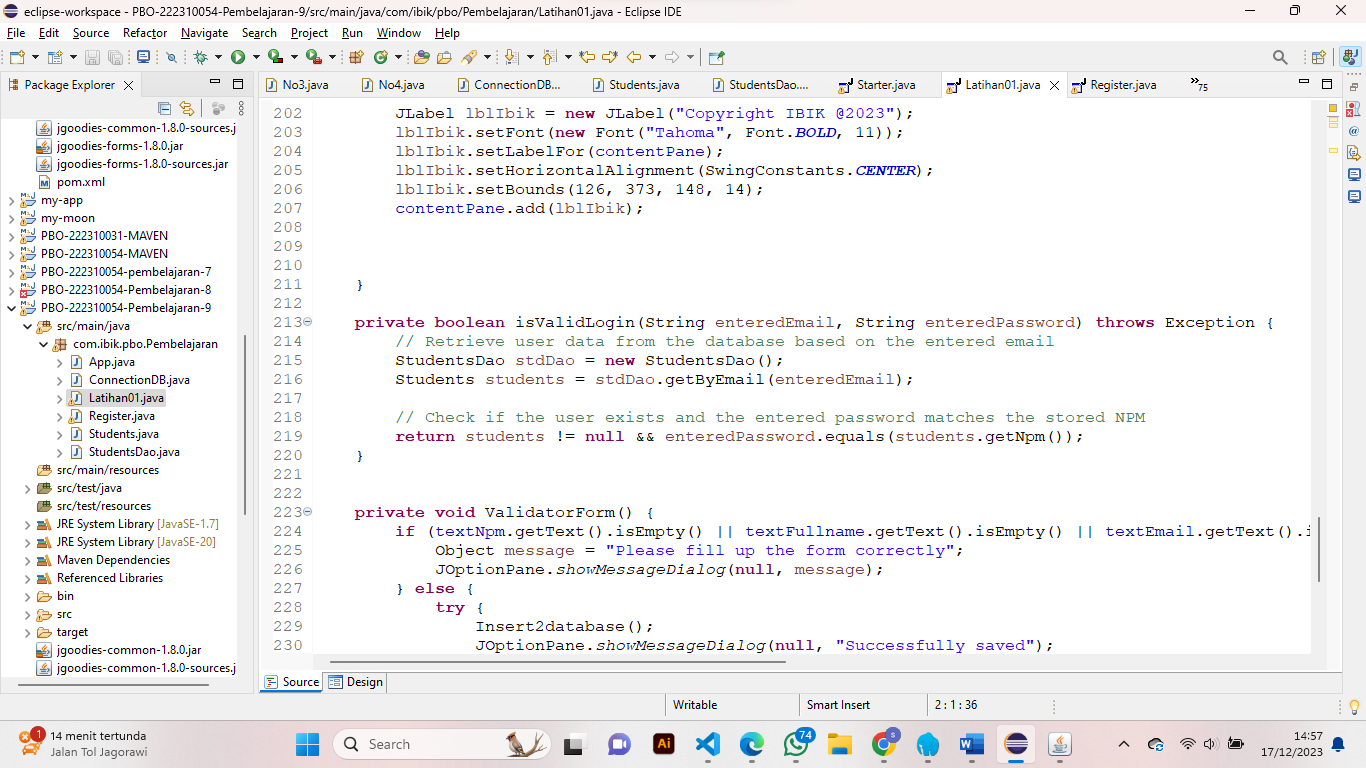 eclipse-workspace - PBO-222310054-Pembelajaran-9/src/main/java/com/ibik/pbo/Pembelajaran/Latihan01.java - Eclipse IDE
File Edit Source Refactor Navigate Search Project Run Window Help
Package Explorer
No3.java No4.java ConnectionDB... Students.java StudentsDao.... Starter.java Latihan01.java Register.java »75
jgoodies-common-1.8.0-sources.j
jgoodies-forms-1.8.0.jar
jgoodies-forms-1.8.0-sources.jar
pom.xml
my-app
my-moon
PBO-222310031-MAVEN
PBO-222310054-MAVEN
PBO-222310054-pembelajaran-7
PBO-222310054-Pembelajaran-8
PBO-222310054-Pembelajaran-9
src/main/java
com.ibik.pbo.Pembelajaran
App.java
ConnectionDB.java
Latihan01.java
Register.java
Students.java
StudentsDao.java
src/main/resources
src/test/java
src/test/resources
JRE System Library [JavaSE-1.7]
JRE System Library [JavaSE-20]
Maven Dependencies
Referenced Libraries
bin
src
target
jgoodies-common-1.8.0.jar
jgoodies-common-1.8.0-sources.j
202 JLabel lblIbik = new JLabel("Copyright IBIK @2023");
203 lblIbik.setFont(new Font("Tahoma", Font.BOLD, 11));
204 lblIbik.setLabelFor(contentPane);
205 lblIbik.setHorizontalAlignment(SwingConstants.CENTER);
206 lblIbik.setBounds(126, 373, 148, 14);
207 contentPane.add(lblIbik);
208
209
210
211 }
212
213 private boolean isValidLogin(String enteredEmail, String enteredPassword) throws Exception {
214 // Retrieve user data from the database based on the entered email
215 StudentsDao stdDao = new StudentsDao();
216 Students students = stdDao.getByEmail(enteredEmail);
217
218 // Check if the user exists and the entered password matches the stored NPM
219 return students != null && enteredPassword.equals(students.getNpm());
220 }
221
222
223 private void ValidatorForm() {
224 if (textNpm.getText().isEmpty() || textFullname.getText().isEmpty() || textEmail.getText().i
225 Object message = "Please fill up the form correctly";
226 JOptionPane.showMessageDialog(null, message);
227 } else {
228 try {
229 Insert2database();
230 JOptionPane.showMessageDialog(null, "Successfully saved");
Source Design
Writable Smart Insert 2 : 1 : 36
1
14 menit tertunda
Jalan Tol Jagorawi
Search
Ai
74
S
W
14:57
17/12/2023